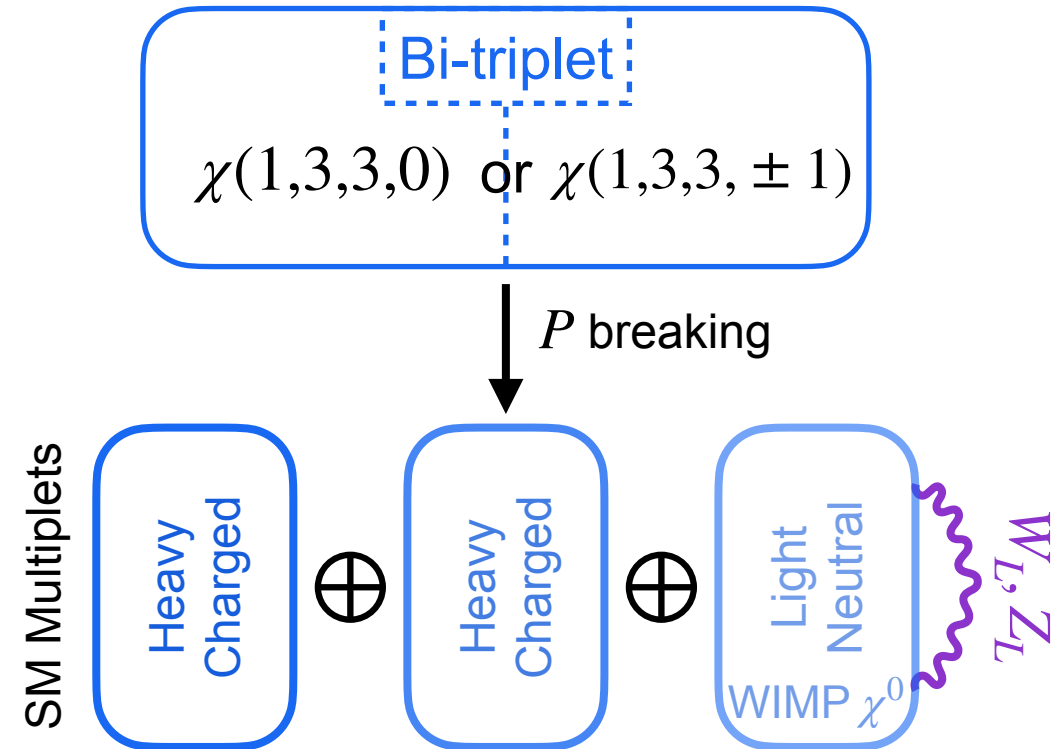 Bi-triplet
χ(1,3,3,0) or χ(1,3,3, ± 1)
P breaking
SM Multiplets
Heavy
Charged
⊕
Heavy
Charged
⊕
Light
Neutral
WIMP χ⁰
W_L, Z_L